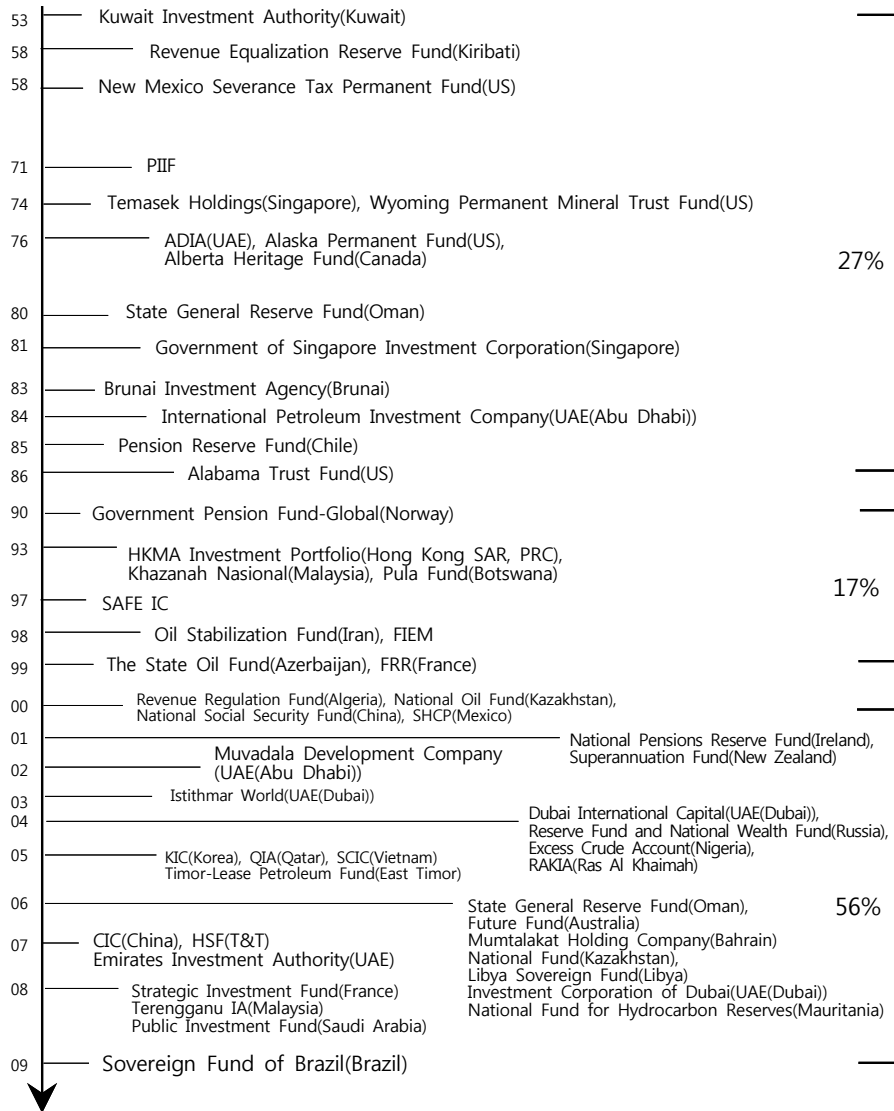 53 Kuwait Investment Authority(Kuwait)
58 Revenue Equalization Reserve Fund(Kiribati)
58 New Mexico Severance Tax Permanent Fund(US)
71 PIIF
74 Temasek Holdings(Singapore), Wyoming Permanent Mineral Trust Fund(US)
76 ADIA(UAE), Alaska Permanent Fund(US),
Alberta Heritage Fund(Canada)
27%
80 State General Reserve Fund(Oman)
81 Government of Singapore Investment Corporation(Singapore)
83 Brunai Investment Agency(Brunai)
84 International Petroleum Investment Company(UAE(Abu Dhabi))
85 Pension Reserve Fund(Chile)
86 Alabama Trust Fund(US)
90 Government Pension Fund-Global(Norway)
93 HKMA Investment Portfolio(Hong Kong SAR, PRC),
Khazanah Nasional(Malaysia), Pula Fund(Botswana)
17%
97 SAFE IC
98 Oil Stabilization Fund(Iran), FIEM
99 The State Oil Fund(Azerbaijan), FRR(France)
00 Revenue Regulation Fund(Algeria), National Oil Fund(Kazakhstan),
National Social Security Fund(China), SHCP(Mexico)
01 National Pensions Reserve Fund(Ireland),
Superannuation Fund(New Zealand)
02 Muvadala Development Company
(UAE(Abu Dhabi))
03 Istithmar World(UAE(Dubai))
04 Dubai International Capital(UAE(Dubai)),
Reserve Fund and National Wealth Fund(Russia),
Excess Crude Account(Nigeria),
RAKIA(Ras Al Khaimah)
05 KIC(Korea), QIA(Qatar), SCIC(Vietnam)
Timor-Lease Petroleum Fund(East Timor)
06 State General Reserve Fund(Oman),
Future Fund(Australia)
Mumtalakat Holding Company(Bahrain)
National Fund(Kazakhstan),
Libya Sovereign Fund(Libya)
Investment Corporation of Dubai(UAE(Dubai))
National Fund for Hydrocarbon Reserves(Mauritania)
56%
07 CIC(China), HSF(T&T)
Emirates Investment Authority(UAE)
08 Strategic Investment Fund(France)
Terengganu IA(Malaysia)
Public Investment Fund(Saudi Arabia)
09 Sovereign Fund of Brazil(Brazil)